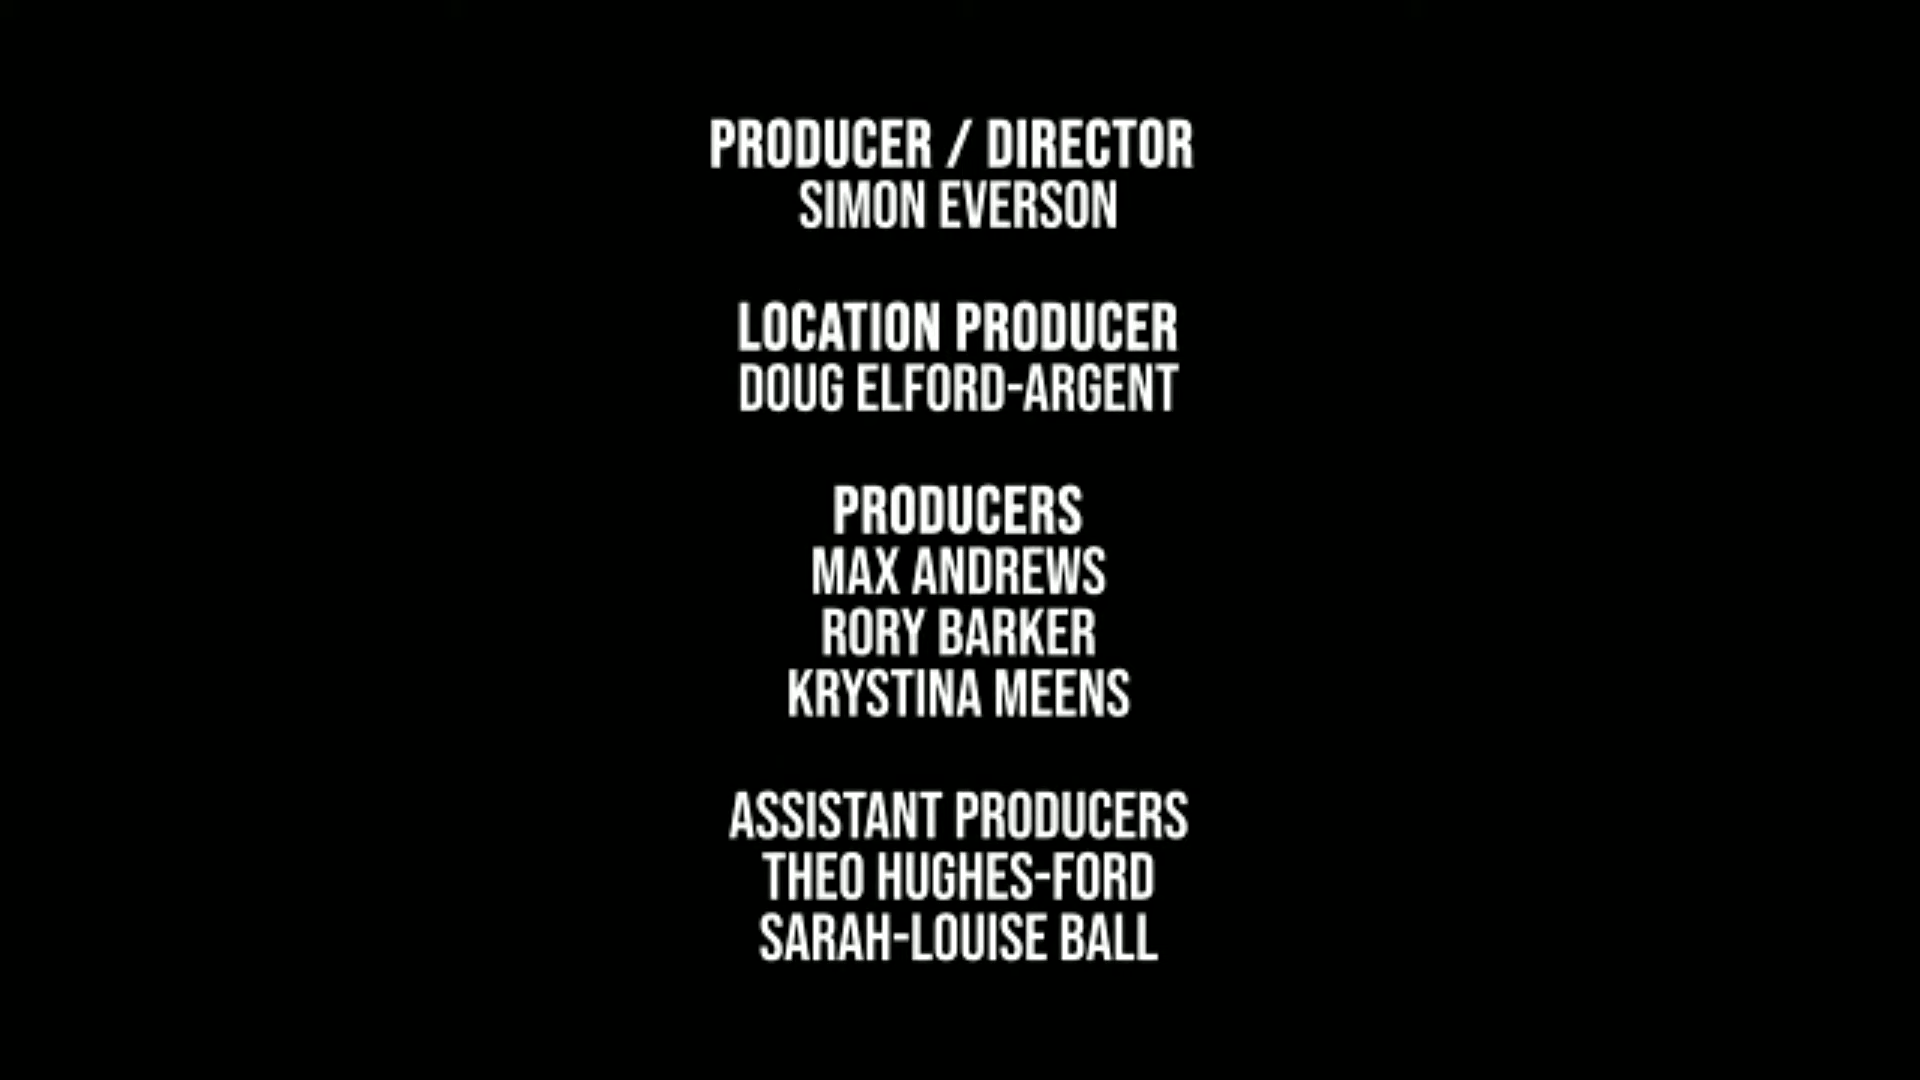 PRODUCER / DIRECTOR
SIMON EVERSON
LOCATION PRODUCER
DOUG ELFORD-ARGENT
PRODUCERS
MAX ANDREWS
RORY BARKER
KRYSTINA MEENS
ASSISTANT PRODUCERS
THEO HUGHES-FORD
SARAH-LOUISE BALL